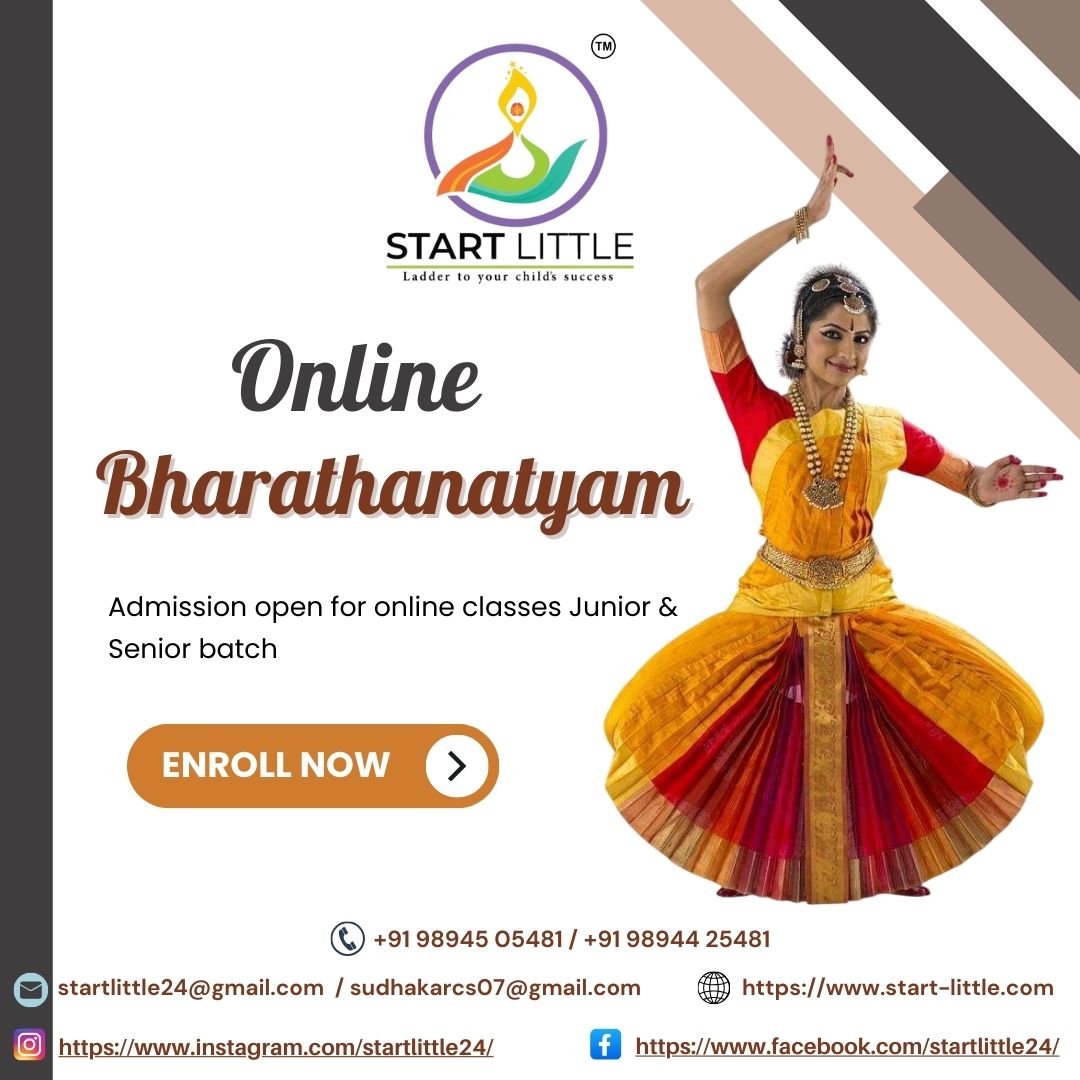 TM
START LITTLE
Ladder to your child's success
Online
Bharathanatyam
Admission open for online classes Junior &
Senior batch
ENROLL NOW
+91 98945 05481 / +91 98944 25481
startlittle24@gmail.com / sudhakarcs07@gmail.com
https://www.start-little.com
https://www.instagram.com/startlittle24/
https://www.facebook.com/startlittle24/